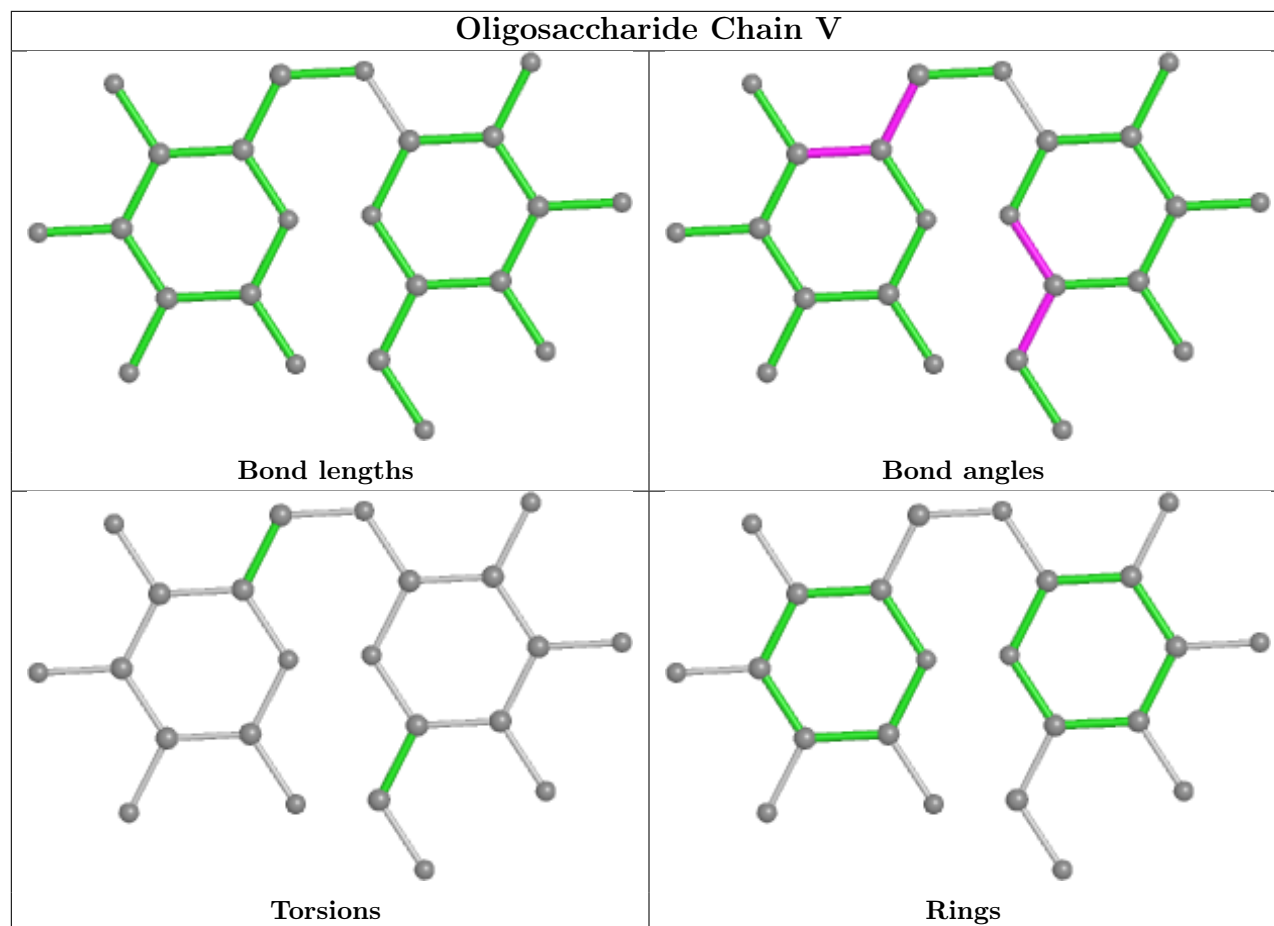 Oligosaccharide Chain V
Bond lengths
Bond angles
Torsions
Rings